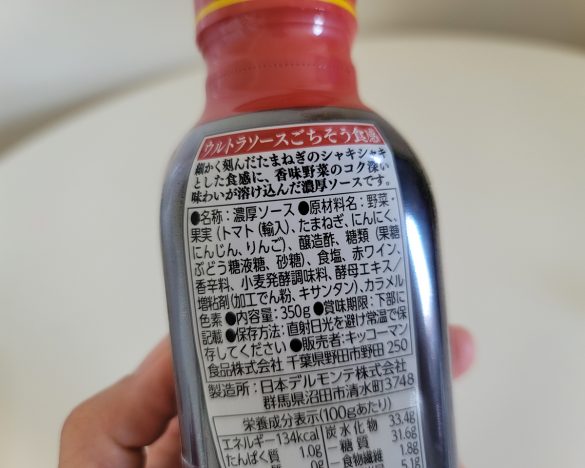 ウルトラソースごちそう食感
細かく刻んだたまねぎのシャキシャキ
とした食感に、香味野菜のコク深い
味わいが溶け込んだ濃厚ソースです。
●名称：濃厚ソース ●原材料名：野菜・
果実（トマト（輸入）、たまねぎ、にんにく、
にんじん、りんご）、醸造酢、糖類（果糖
ぶどう糖液糖、砂糖）、食塩、赤ワイン、
香辛料、小麦発酵調味料、酵母エキス／
増粘剤（加工でん粉、キサンタン）、カラメル
色素 ●内容量：350g ●賞味期限：下部に
記載 ●保存方法：直射日光を避け常温で保
存してください ●販売者：キッコーマン
食品株式会社 千葉県野田市野田 250
製造所：日本デルモンテ株式会社
群馬県沼田市清水町3748
栄養成分表示（100gあたり）
エネルギー134kcal 炭水化物 33.4g
たんぱく質 1.0g －糖質 31.6g
－食物繊維 1.8g